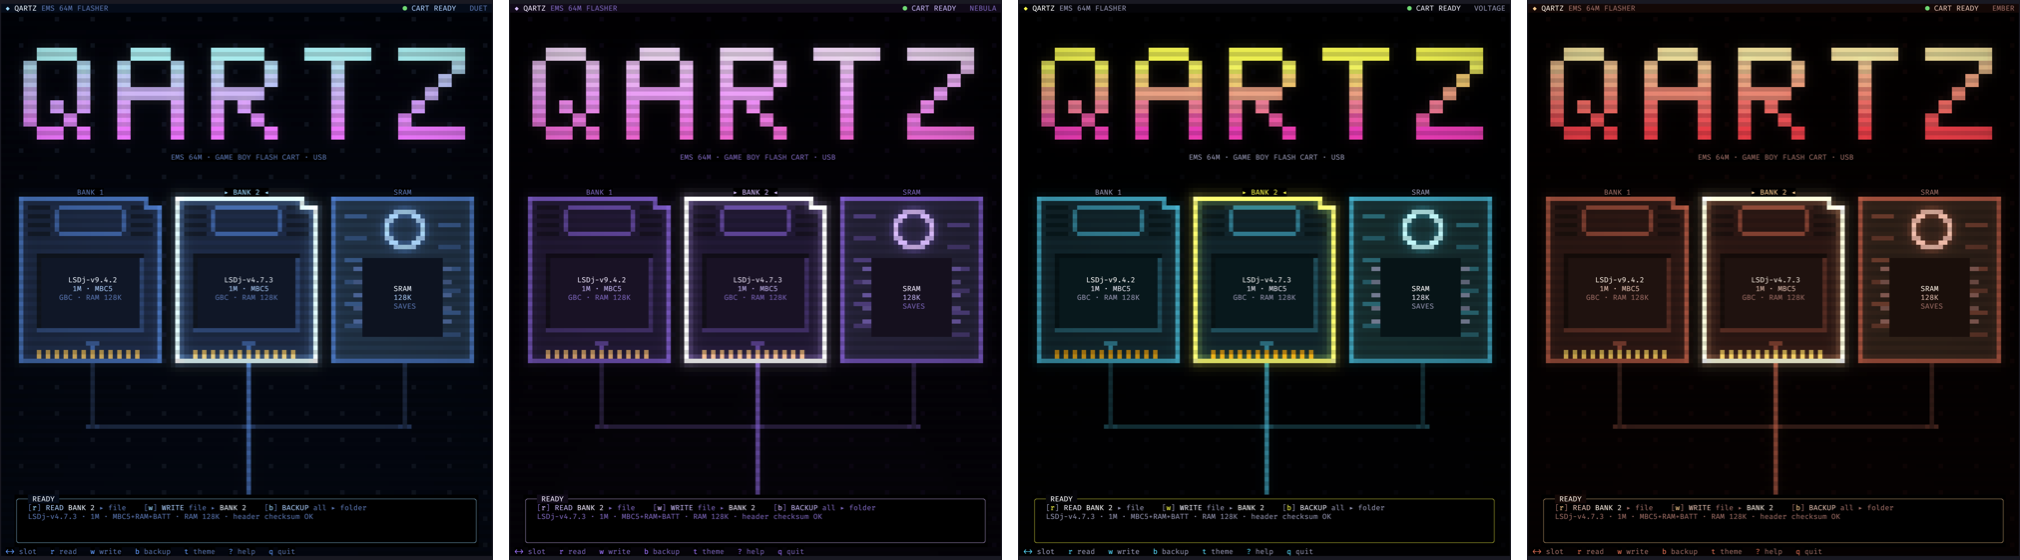 ◆ QARTZ EMS 64M FLASHER ● CART READY DUET
QARTZ
EMS 64M · GAME BOY FLASH CART · USB
BANK 1 ▸ BANK 2 ◂ SRAM
LSDj-v9.4.2
1M · MBC5
GBC · RAM 128K
LSDj-v4.7.3
1M · MBC5
GBC · RAM 128K
SRAM
128K
SAVES
READY
[r] READ BANK 2 ▸ file [w] WRITE file ▸ BANK 2 [b] BACKUP all ▸ folder
LSDj-v4.7.3 · 1M · MBC5+RAM+BATT · RAM 128K · header checksum OK
↔ slot r read w write b backup t theme ? help q quit
◆ QARTZ EMS 64M FLASHER ● CART READY NEBULA
QARTZ
EMS 64M · GAME BOY FLASH CART · USB
BANK 1 ▸ BANK 2 ◂ SRAM
LSDj-v9.4.2
1M · MBC5
GBC · RAM 128K
LSDj-v4.7.3
1M · MBC5
GBC · RAM 128K
SRAM
128K
SAVES
READY
[r] READ BANK 2 ▸ file [w] WRITE file ▸ BANK 2 [b] BACKUP all ▸ folder
LSDj-v4.7.3 · 1M · MBC5+RAM+BATT · RAM 128K · header checksum OK
↔ slot r read w write b backup t theme ? help q quit
◆ QARTZ EMS 64M FLASHER ● CART READY VOLTAGE
QARTZ
EMS 64M · GAME BOY FLASH CART · USB
BANK 1 ▸ BANK 2 ◂ SRAM
LSDj-v9.4.2
1M · MBC5
GBC · RAM 128K
LSDj-v4.7.3
1M · MBC5
GBC · RAM 128K
SRAM
128K
SAVES
READY
[r] READ BANK 2 ▸ file [w] WRITE file ▸ BANK 2 [b] BACKUP all ▸ folder
LSDj-v4.7.3 · 1M · MBC5+RAM+BATT · RAM 128K · header checksum OK
↔ slot r read w write b backup t theme ? help q quit
◆ QARTZ EMS 64M FLASHER ● CART READY EMBER
QARTZ
EMS 64M · GAME BOY FLASH CART · USB
BANK 1 ▸ BANK 2 ◂ SRAM
LSDj-v9.4.2
1M · MBC5
GBC · RAM 128K
LSDj-v4.7.3
1M · MBC5
GBC · RAM 128K
SRAM
128K
SAVES
READY
[r] READ BANK 2 ▸ file [w] WRITE file ▸ BANK 2 [b] BACKUP all ▸ folder
LSDj-v4.7.3 · 1M · MBC5+RAM+BATT · RAM 128K · header checksum OK
↔ slot r read w write b backup t theme ? help q quit